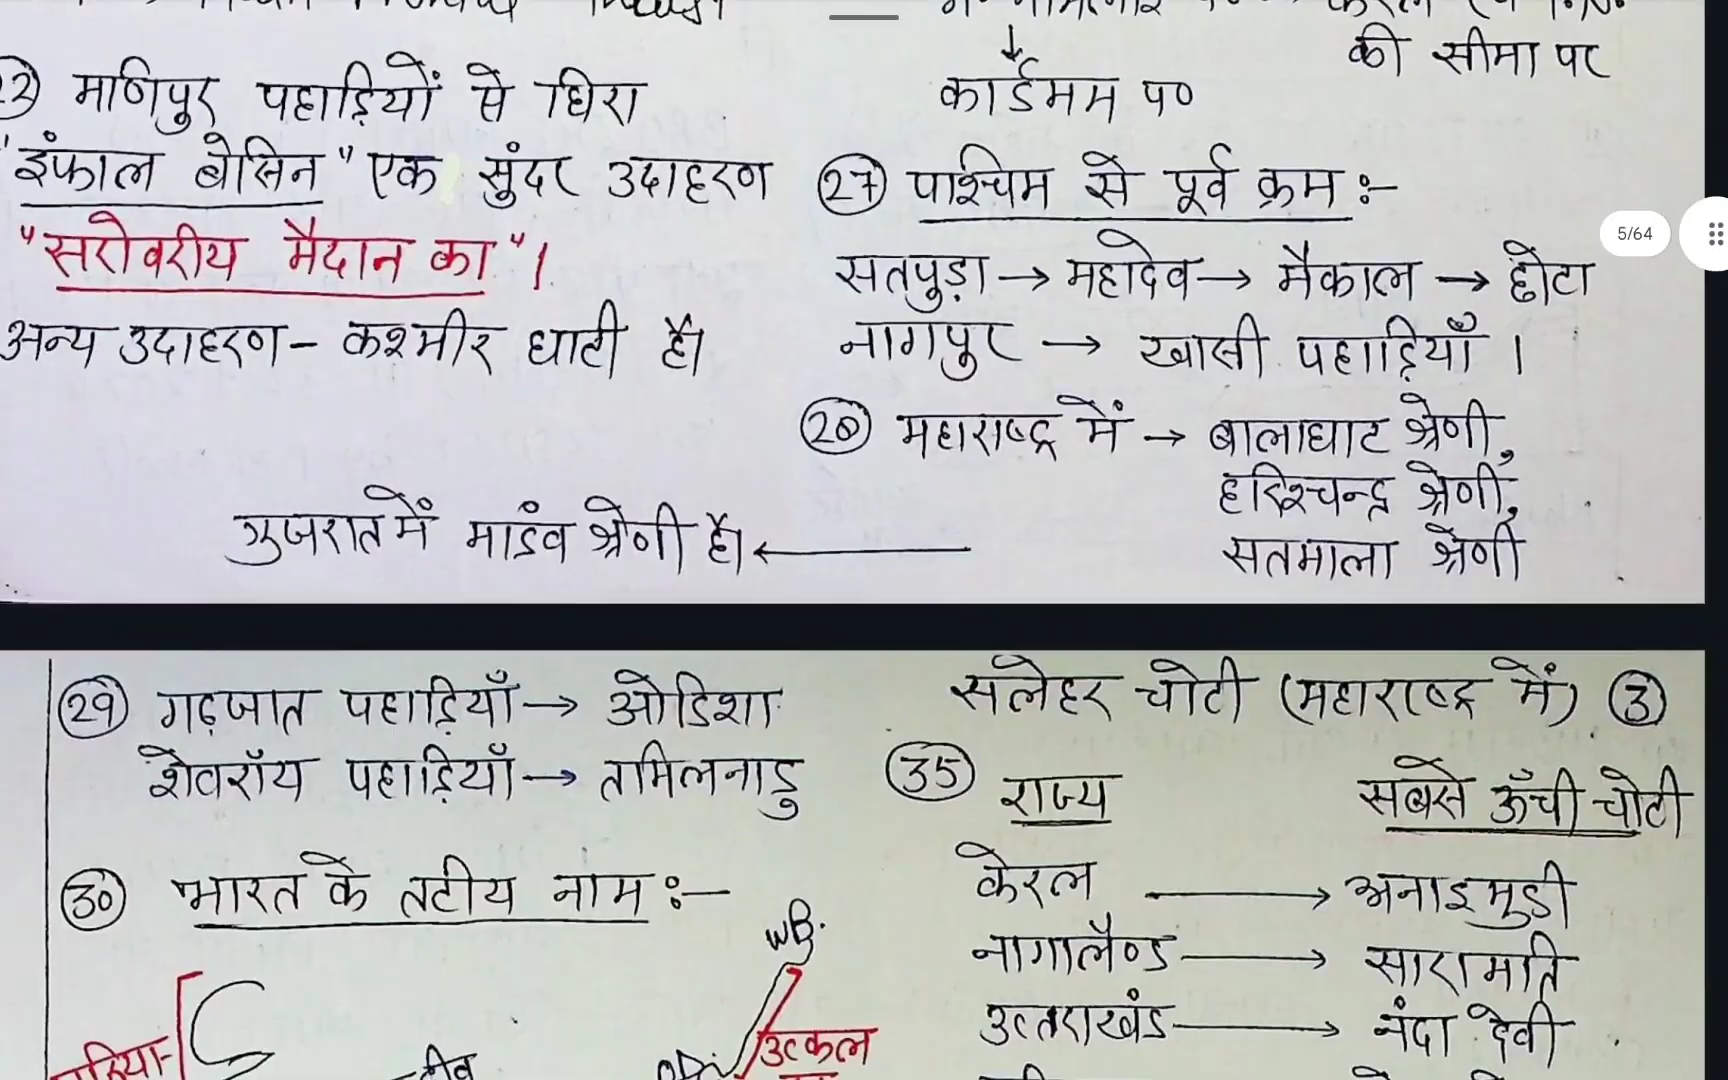 मणिपुर पहाड़ियों से घिरा
"इंफाल बेसिन" एक सुंदर उदाहरण
"सरोवरीय मैदान का"।
अन्य उदाहरण - कश्मीर घाटी है।
गुजरात में मांडव श्रेणी है। ←
की सीमा पर
↓
कार्डमम प०
(27) पश्चिम से पूर्व क्रम :-
सतपुड़ा → महादेव → मैकाल → छोटा
नागपुर → खासी पहाड़ियाँ ।
(28) महाराष्ट्र में → बालाघाट श्रेणी,
हरिश्चन्द्र श्रेणी,
सतमाला श्रेणी
5/64
(29) गढ़जात पहाड़ियाँ → ओडिशा
शेवरॉय पहाड़ियाँ → तमिलनाडु
(30) भारत के तटीय नाम :-
WB.
उत्कल
सलेहर चोटी (महाराष्ट्र में) (3)
(35) राज्य सबसे ऊँची चोटी
केरल → अनाइमुडी
नागालैण्ड → सारामति
उत्तराखंड → नंदा देवी